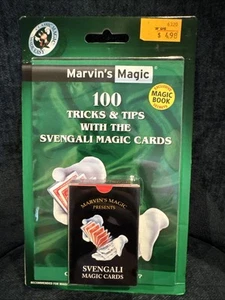 $ 4.98
Marvin's Magic
100
TRICKS & TIPS
WITH THE
SVENGALI MAGIC CARDS
MAGIC
BOOK
MARVIN'S MAGIC
PRESENTS
SVENGALI
MAGIC CARDS